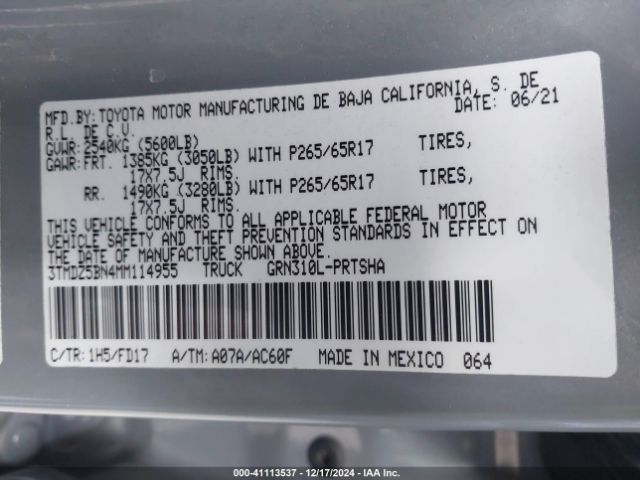 MFD.BY: TOYOTA MOTOR MANUFACTURING DE BAJA CALIFORNIA, S. DE
R.L. DE C.V. DATE: 06/21
GVWR: 2540KG (5600LB)
GAWR: FRT. 1385KG (3050LB) WITH P265/65R17 TIRES,
17X7.5J RIMS.
RR. 1490KG (3280LB) WITH P265/65R17 TIRES,
17X7.5J RIMS.
THIS VEHICLE CONFORMS TO ALL APPLICABLE FEDERAL MOTOR
VEHICLE SAFETY AND THEFT PREVENTION STANDARDS IN EFFECT ON
THE DATE OF MANUFACTURE SHOWN ABOVE.
3TMDZ5BN4MM114955 TRUCK GRN310L-PRTSHA
C/TR: 1H5/FD17 A/TM: A07A/AC60F MADE IN MEXICO 064
000-41113537 - 12/17/2024 - IAA Inc.